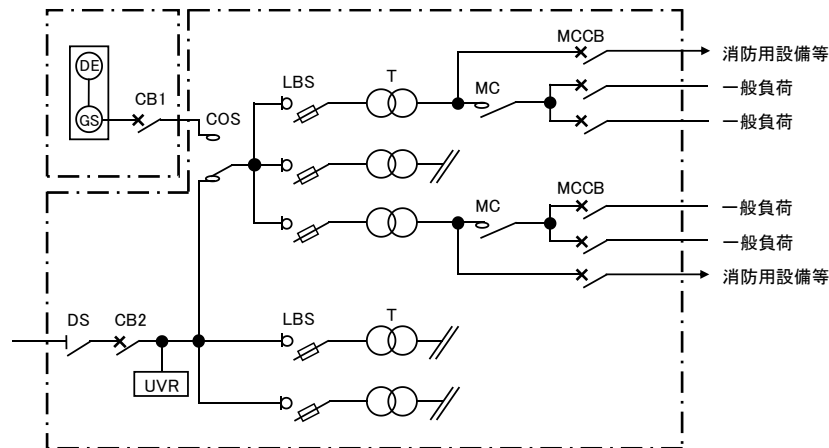 MCCB
消防用設備等
DE
LBS
T
MC
一般負荷
CB1
COS
GS
一般負荷
MCCB
MC
一般負荷
一般負荷
消防用設備等
DS
CB2
LBS
T
UVR